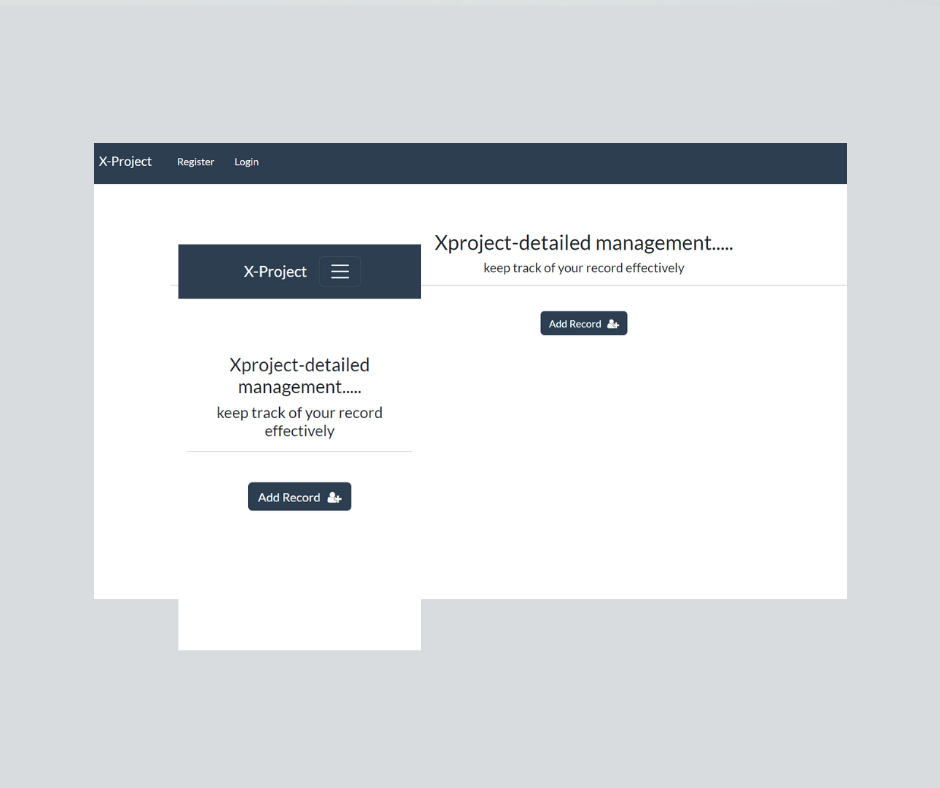 X-Project Register Login
Xproject-detailed management.....
keep track of your record effectively
Add Record
X-Project
Xproject-detailed
management.....
keep track of your record
effectively
Add Record